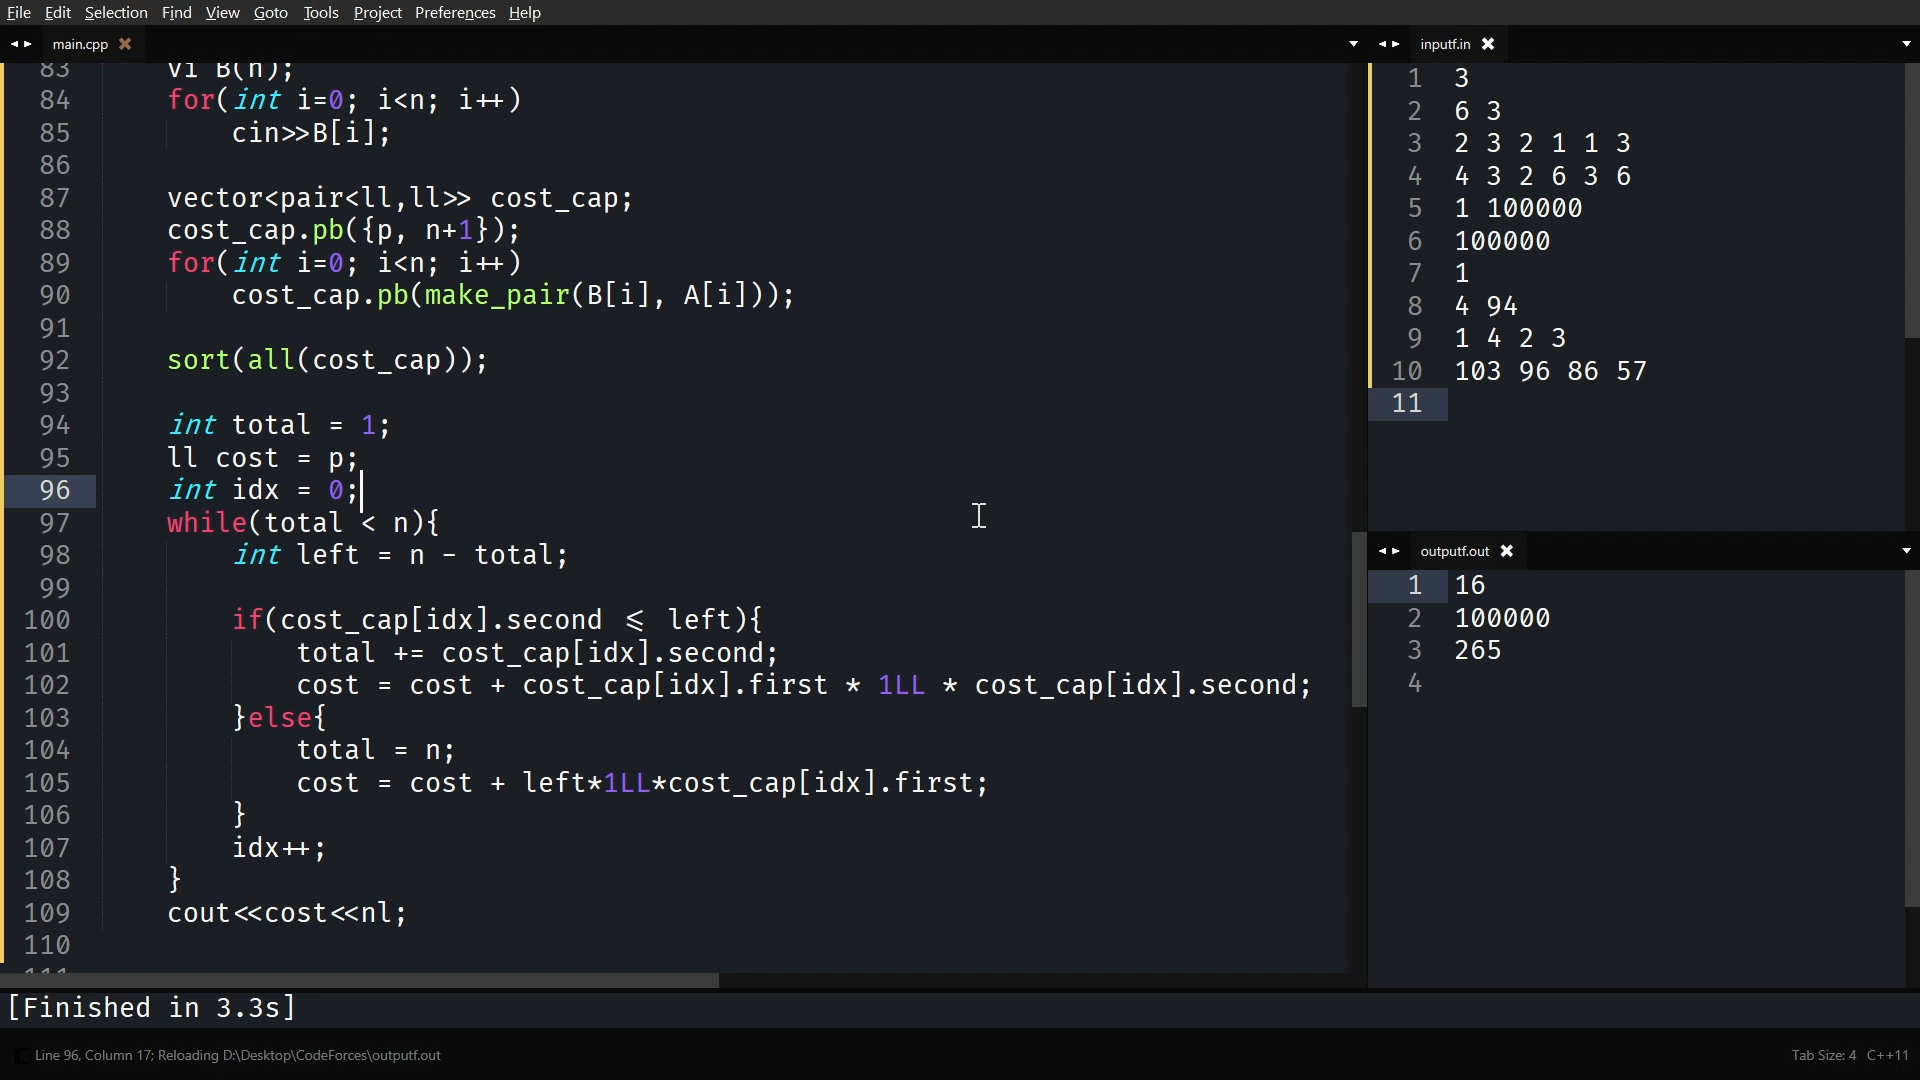 File Edit Selection Find View Goto Tools Project Preferences Help
main.cpp
83 vi B(n);
84 for(int i=0; i<n; i++)
85 cin>>B[i];
86
87 vector<pair<ll,ll>> cost_cap;
88 cost_cap.pb({p, n+1});
89 for(int i=0; i<n; i++)
90 cost_cap.pb(make_pair(B[i], A[i]));
91
92 sort(all(cost_cap));
93
94 int total = 1;
95 ll cost = p;
96 int idx = 0;
97 while(total < n){
98 int left = n - total;
99
100 if(cost_cap[idx].second <= left){
101 total += cost_cap[idx].second;
102 cost = cost + cost_cap[idx].first * 1LL * cost_cap[idx].second;
103 }else{
104 total = n;
105 cost = cost + left*1LL*cost_cap[idx].first;
106 }
107 idx++;
108 }
109 cout<<cost<<nl;
110
111
inputf.in
1 3
2 6 3
3 2 3 2 1 1 3
4 4 3 2 6 3 6
5 1 100000
6 100000
7 1
8 4 94
9 1 4 2 3
10 103 96 86 57
11
outputf.out
1 16
2 100000
3 265
4
[Finished in 3.3s]
Line 96, Column 17; Reloading D:\Desktop\CodeForces\outputf.out
Tab Size: 4 C++11